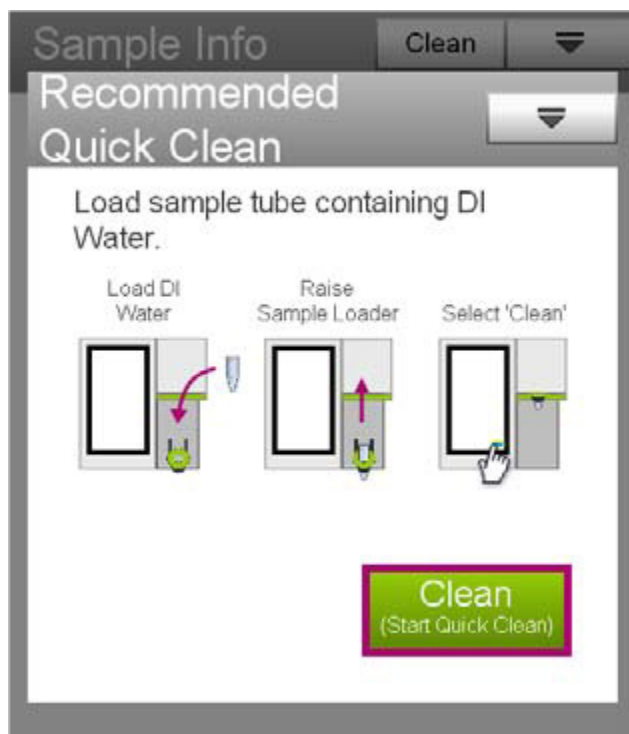 Sample Info
Clean
Recommended
Quick Clean
Load sample tube containing DI
Water.
Load DI
Water
Raise
Sample Loader
Select 'Clean'
Clean
(Start Quick Clean)